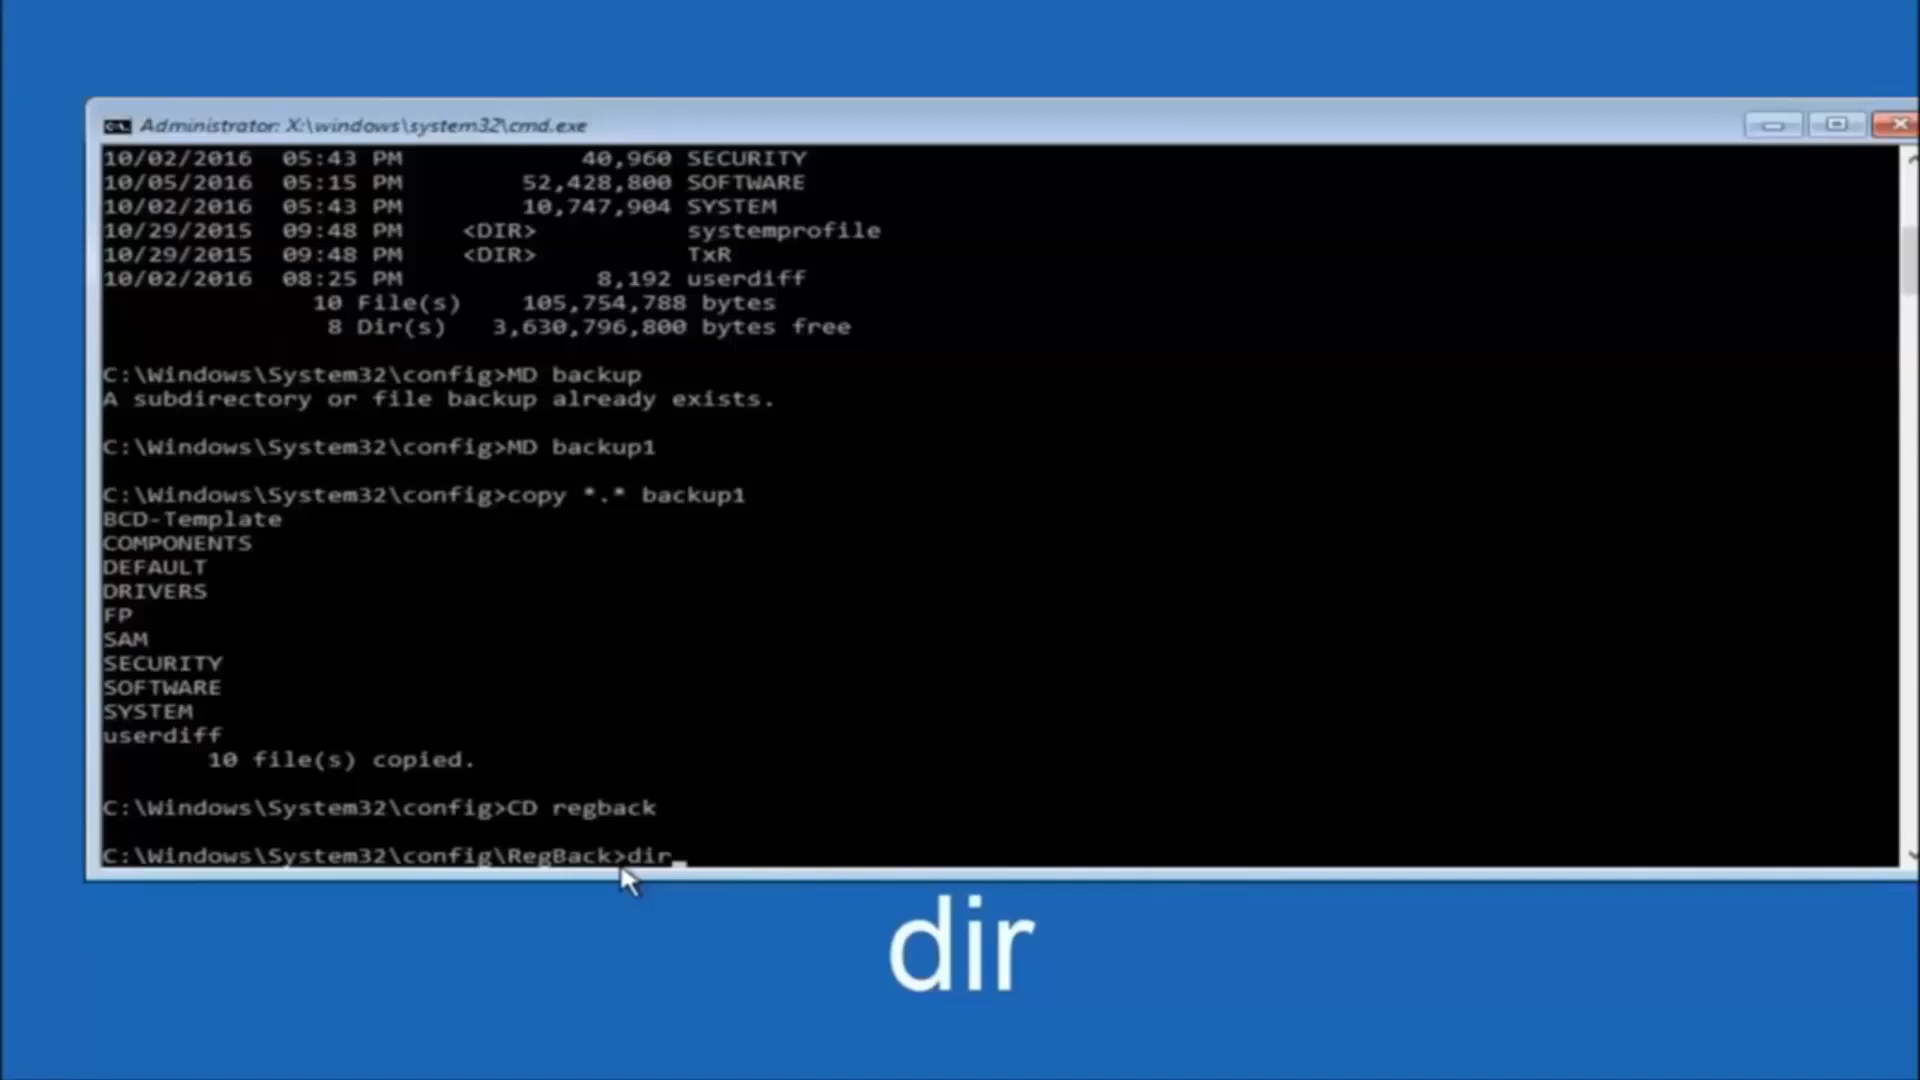 Administrator: X:\windows\system32\cmd.exe
10/02/2016  05:43 PM            40,960 SECURITY
10/05/2016  05:15 PM        52,428,800 SOFTWARE
10/02/2016  05:43 PM        10,747,904 SYSTEM
10/29/2015  09:48 PM    <DIR>          systemprofile
10/29/2015  09:48 PM    <DIR>          TxR
10/02/2016  08:25 PM             8,192 userdiff
              10 File(s)    105,754,788 bytes
               8 Dir(s)   3,630,796,800 bytes free
C:\Windows\System32\config>MD backup
A subdirectory or file backup already exists.
C:\Windows\System32\config>MD backup1
C:\Windows\System32\config>copy *.* backup1
BCD-Template
COMPONENTS
DEFAULT
DRIVERS
FP
SAM
SECURITY
SOFTWARE
SYSTEM
userdiff
       10 file(s) copied.
C:\Windows\System32\config>CD regback
C:\Windows\System32\config\RegBack>dir
dir